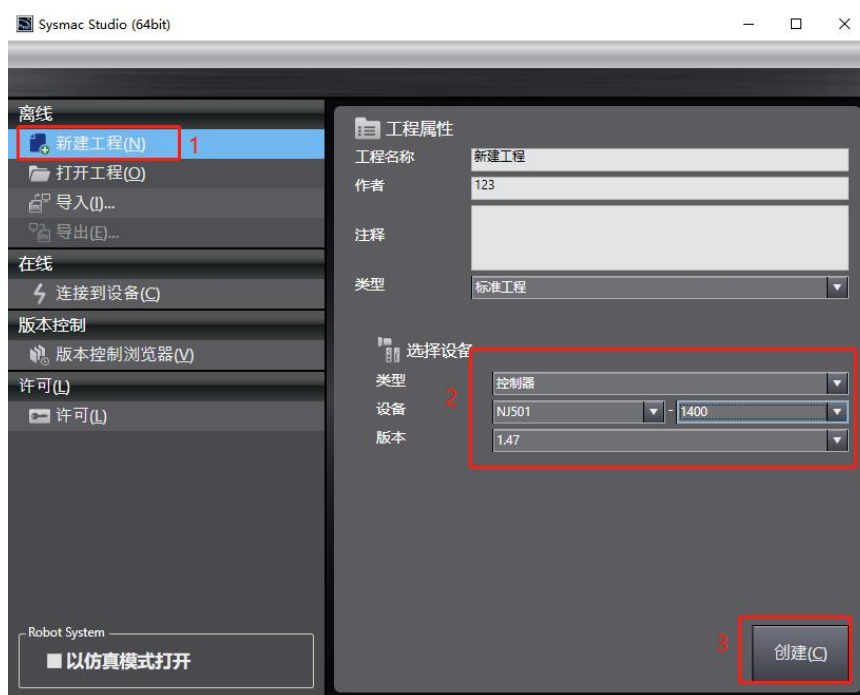 Sysmac Studio (64bit)
离线
新建工程(N)
1
打开工程(O)
导入(I)...
导出(E)...
在线
连接到设备(C)
版本控制
版本控制浏览器(V)
许可(L)
许可(L)
Robot System
以仿真模式打开
工程属性
工程名称 新建工程
作者 123
注释
类型 标准工程
选择设备
类型 控制器
2
设备 NJ501 - 1400
版本 1.47
3
创建(C)